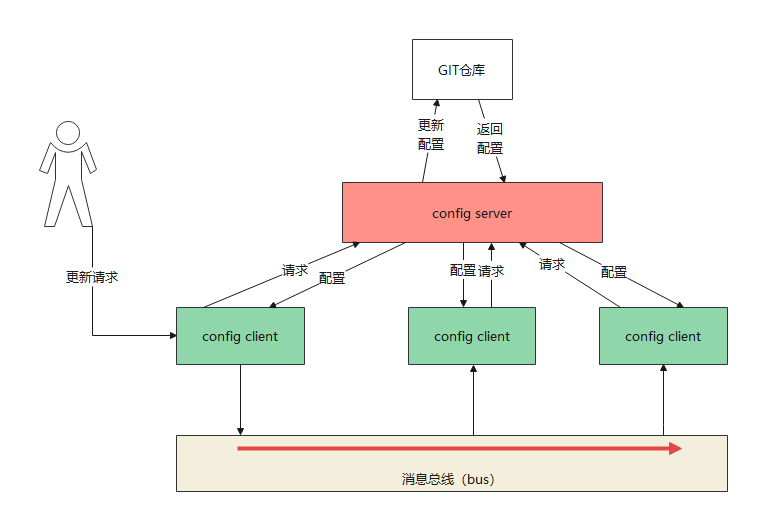 GIT仓库
更新
配置
返回
配置
config server
更新请求
请求
配置
配置
请求
请求
配置
config client
config client
config client
消息总线（bus）